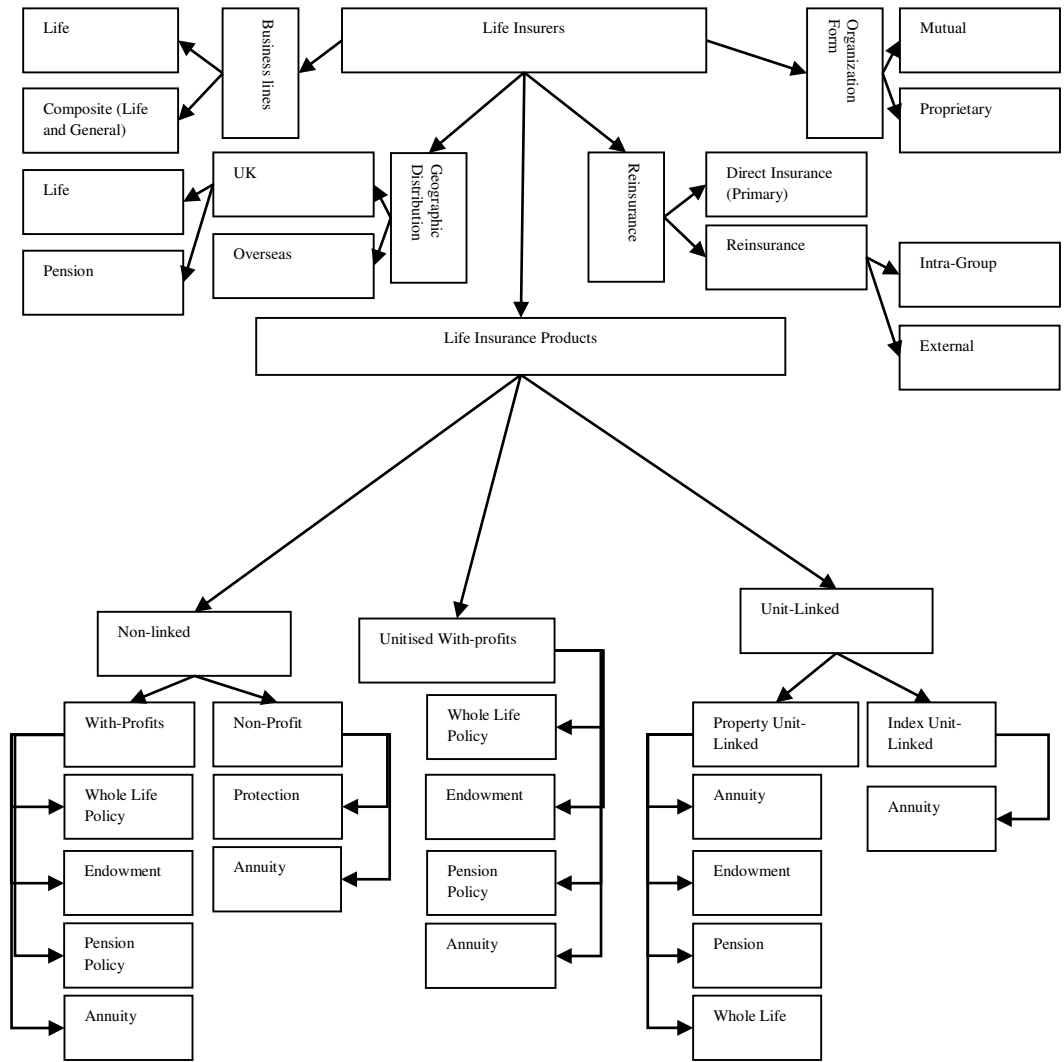 Life
Business lines
Life Insurers
Organization
Form
Mutual
Composite (Life
and General)
Proprietary
Life
UK
Geographic
Distribution
Reinsurance
Direct Insurance
(Primary)
Pension
Overseas
Reinsurance
Intra-Group
External
Life Insurance Products
Non-linked
Unitised With-profits
Unit-Linked
With-Profits
Non-Profit
Whole Life
Policy
Property Unit-
Linked
Index Unit-
Linked
Whole Life
Policy
Protection
Endowment
Annuity
Annuity
Endowment
Annuity
Pension
Policy
Endowment
Pension
Policy
Annuity
Pension
Annuity
Whole Life